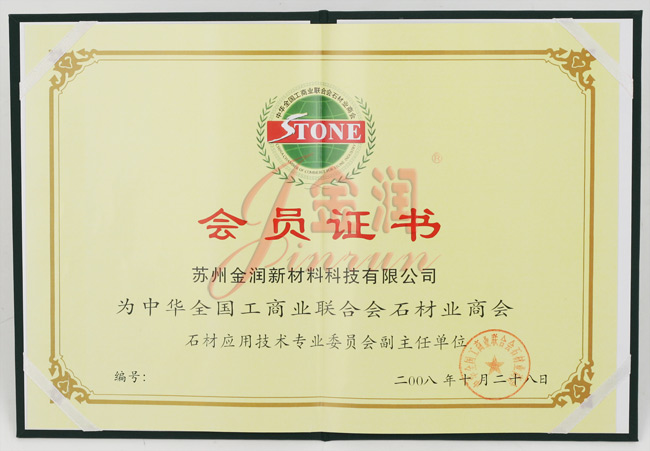 中华全国工商业联合会石材业商会
STONE
金润®
Jinrun
会员证书
苏州金润新材料科技有限公司
为中华全国工商业联合会石材业商会
石材应用技术专业委员会副主任单位
编号：
二00八年十月二十八日